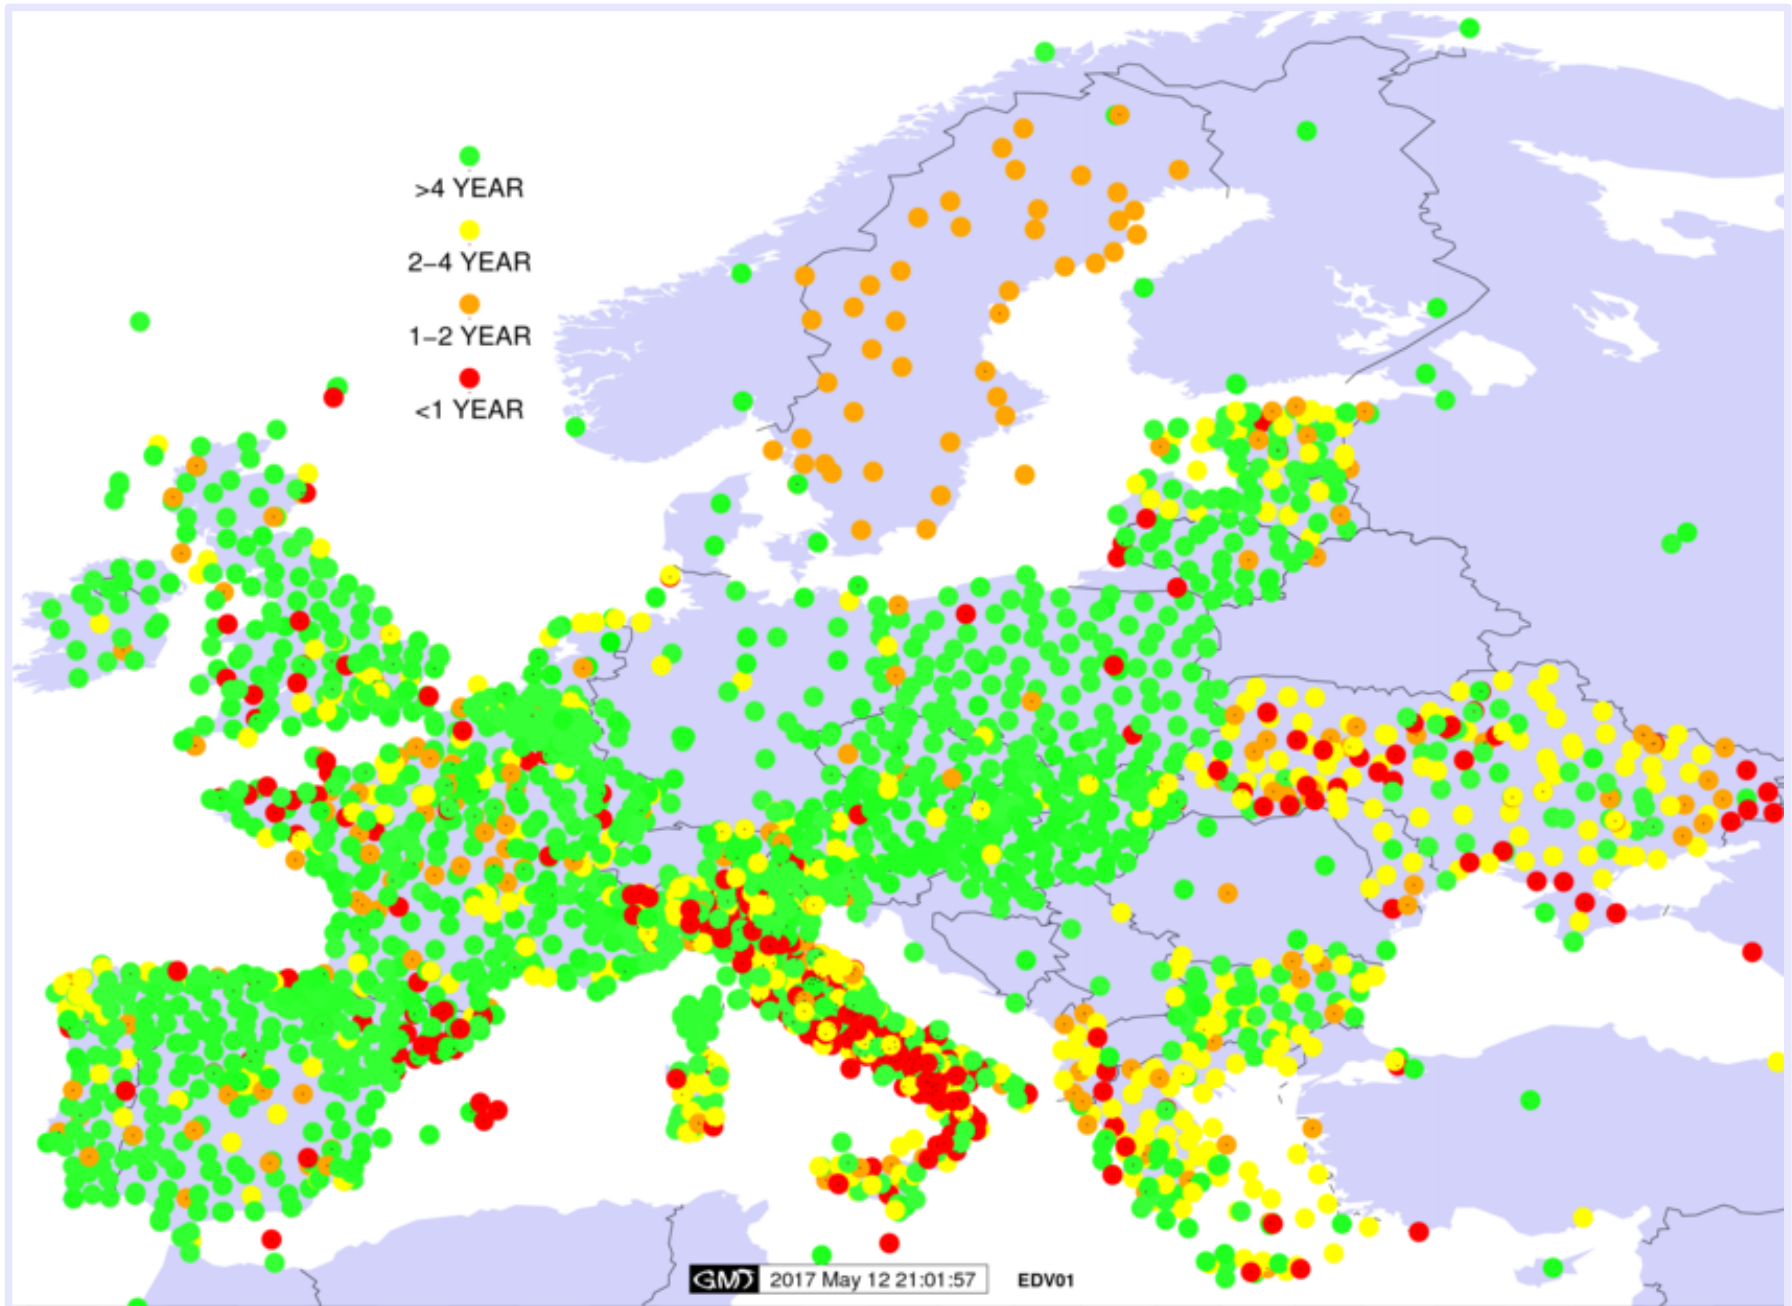 >4 YEAR
2–4 YEAR
1–2 YEAR
<1 YEAR
GMT 2017 May 12 21:01:57 EDV01